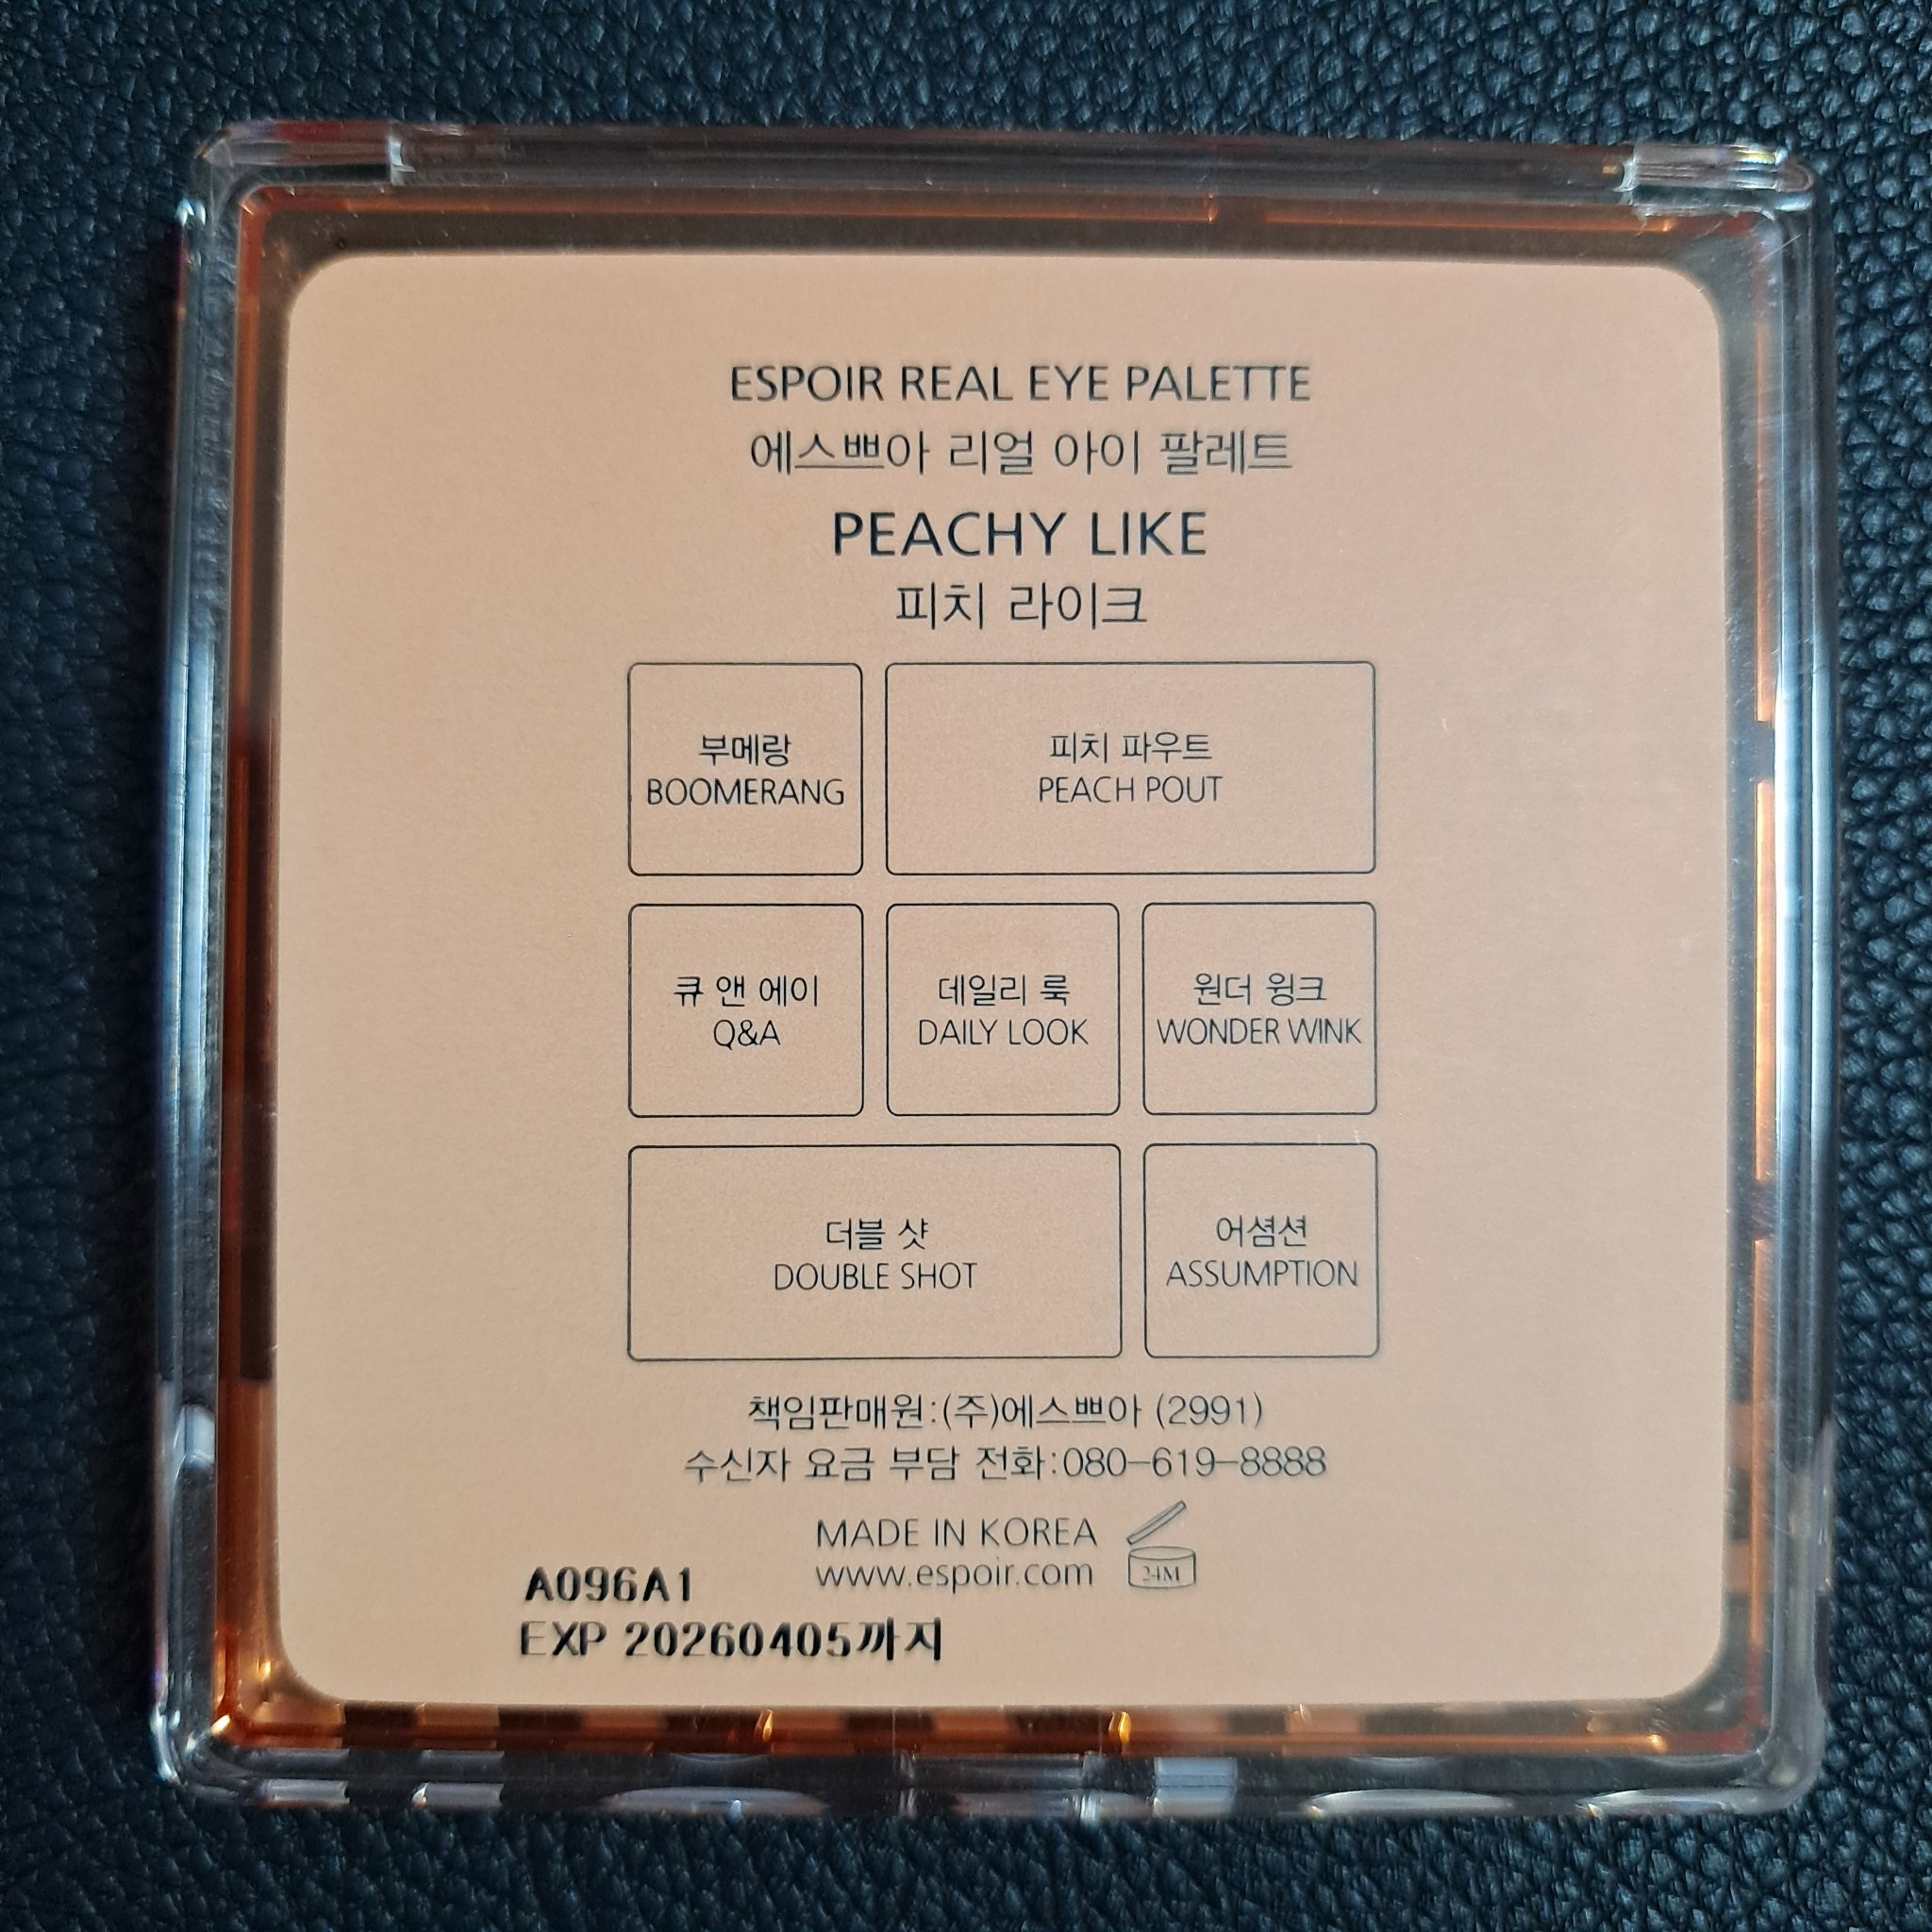 ESPOIR REAL EYE PALETTE
에스쁘아 리얼 아이 팔레트
PEACHY LIKE
피치 라이크
부메랑
BOOMERANG
피치 파우트
PEACH POUT
큐 앤 에이
Q&A
데일리 룩
DAILY LOOK
원더 윙크
WONDER WINK
더블 샷
DOUBLE SHOT
어셤션
ASSUMPTION
책임판매원:(주)에스쁘아 (2991)
수신자 요금 부담 전화:080-619-8888
MADE IN KOREA
www.espoir.com
24M
A096A1
EXP 20260405까지